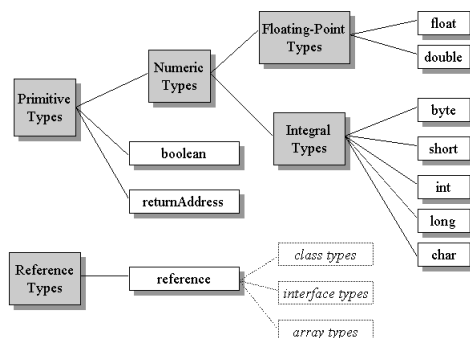 Floating-Point
Types
float
double
Numeric
Types
Primitive
Types
Integral
Types
byte
short
int
long
char
boolean
returnAddress
Reference
Types
reference
class types
interface types
array types